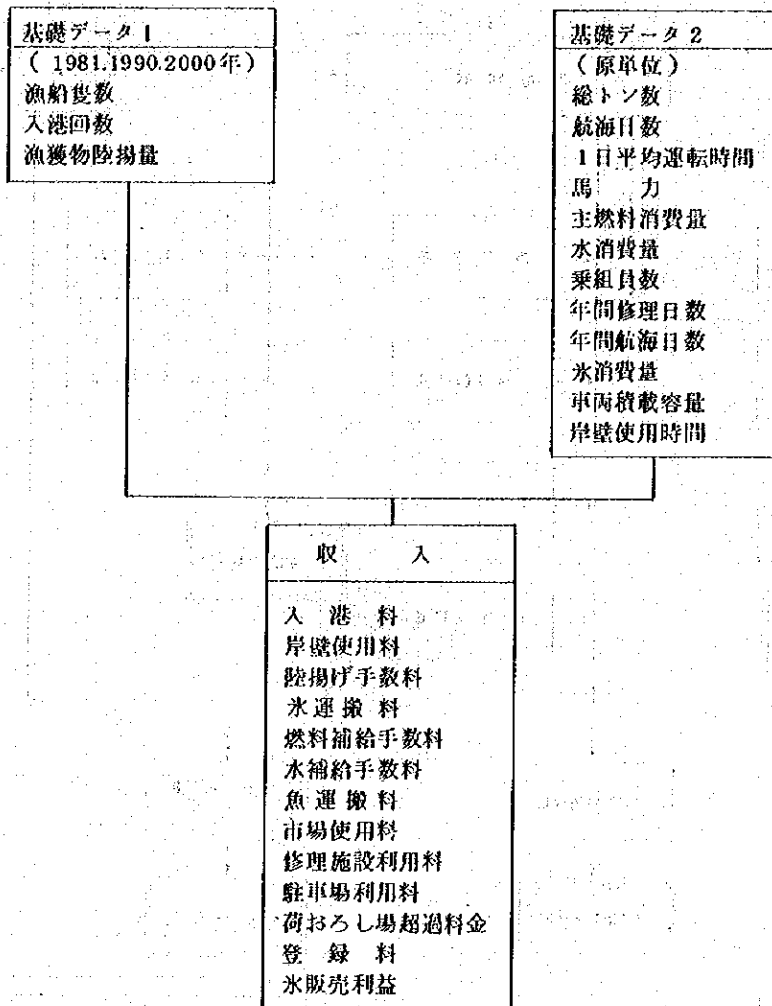 基礎データ1
(1981.1990.2000年)
漁船隻数
入港回数
漁獲物陸揚量
基礎データ2
(原単位)
総トン数
航海日数
1日平均運転時間
馬 力
主燃料消費量
水消費量
乗組員数
年間修理日数
年間航海日数
氷消費量
車両積載容量
岸壁使用時間
収 入
入 港 料
岸壁使用料
陸揚げ手数料
氷運搬料
燃料補給手数料
水補給手数料
魚運搬料
市場使用料
修理施設利用料
駐車場利用料
荷おろし場超過料金
登 録 料
氷販売利益